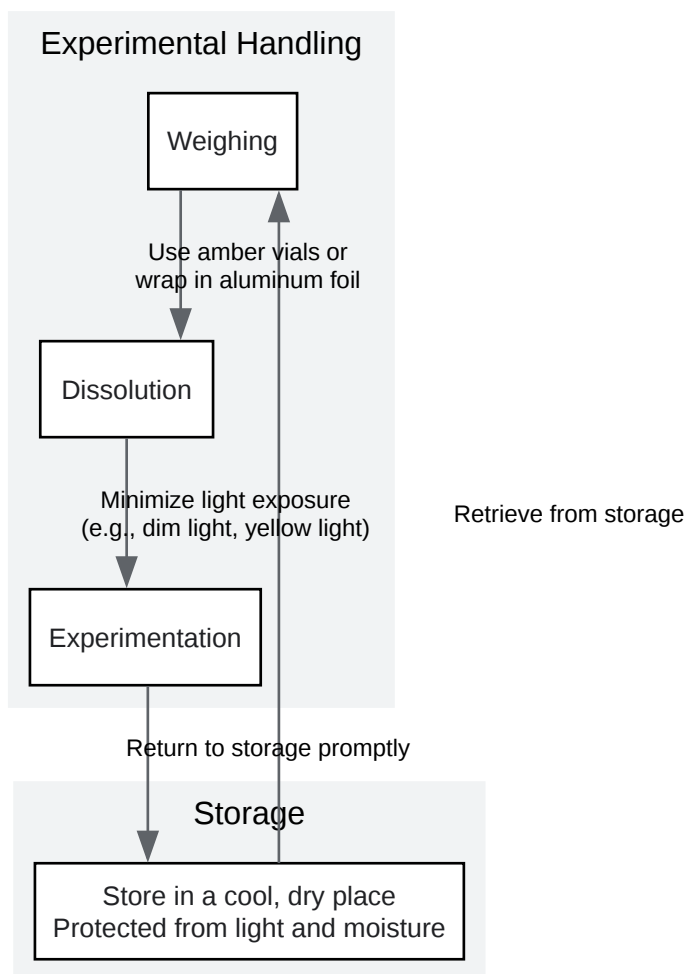 Experimental Handling
Weighing
Use amber vials or
wrap in aluminum foil
Dissolution
Minimize light exposure
(e.g., dim light, yellow light)
Retrieve from storage
Experimentation
Return to storage promptly
Storage
Store in a cool, dry place
Protected from light and moisture